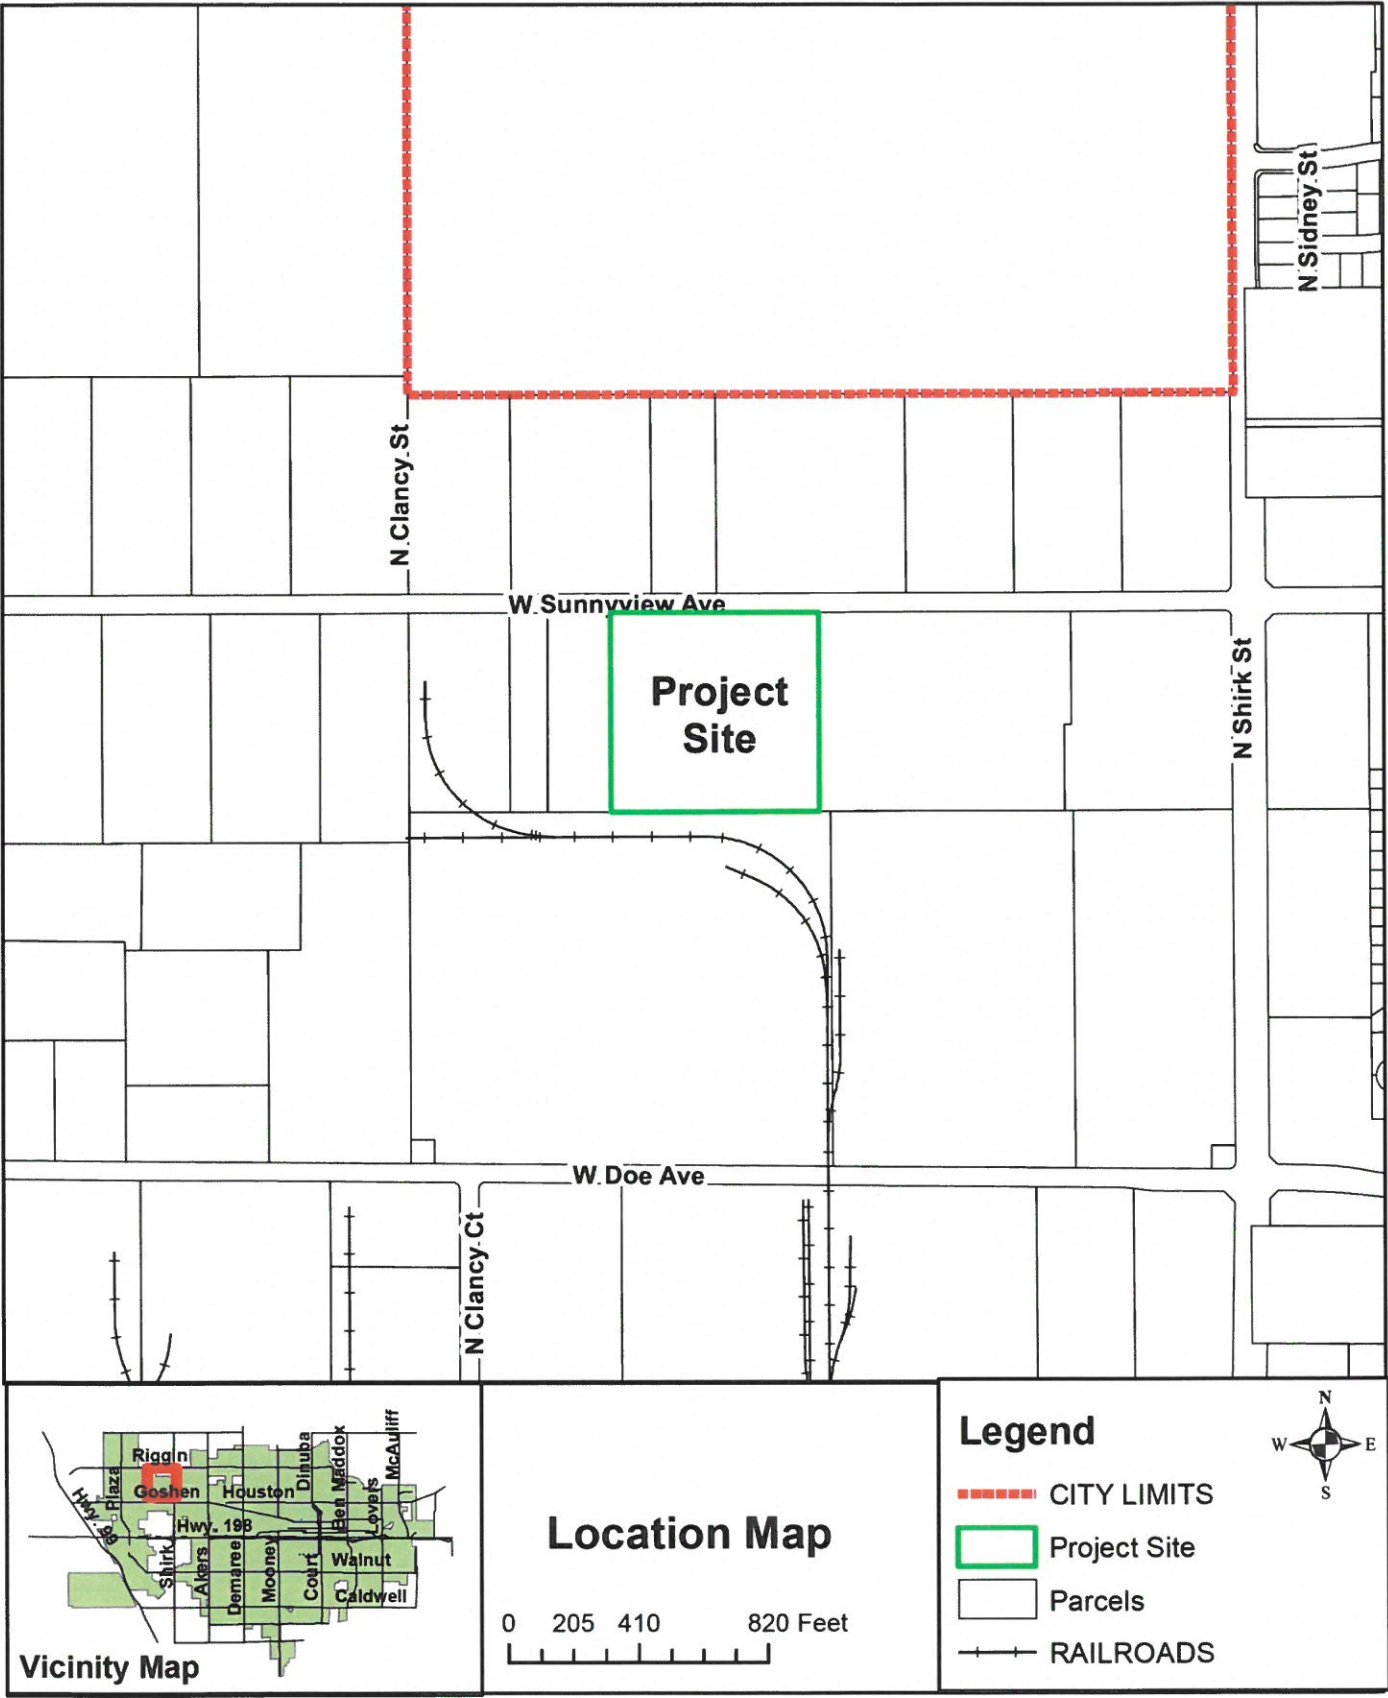 N Sidney St
N Clancy St
W Sunnyview Ave
Project
Site
N Shirk St
W Doe Ave
N Clancy Ct
Riggin
Plaza
Goshen
Houston
Dinuba
Ben Maddox
McAuliff
Lovers
Hwy. 99
Hwy. 198
Shirk
Akers
Demaree
Mooney
Court
Walnut
Caldwell
Vicinity Map
Location Map
0 205 410 820 Feet
Legend
N
W E
S
CITY LIMITS
Project Site
Parcels
RAILROADS